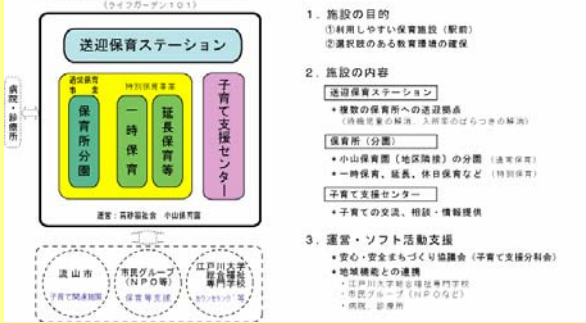 (ライフガーデン101)
送迎保育ステーション
通常保育
事業
特別保育事業
保育所分園
一時保育
延長保育等
子育て支援センター
病院・診療所
運営:高砂福祉会 小山保育園
流山市
子育て関連施設
市民グループ
(NPO等)
保育等支援
江戸川大学
総合福祉
専門学校
カウンセリング等
1.施設の目的
①利用しやすい保育施設(駅前)
②選択肢のある教育環境の確保
2.施設の内容
送迎保育ステーション
*複数の保育所への送迎拠点
(待機児童の解消、入所率のばらつきの解消)
保育所(分園)
*小山保育園(地区隣接)の分園(通常保育)
*一時保育、延長、休日保育など(特別保育)
子育て支援センター
*子育ての交流、相談・情報提供
3.運営・ソフト活動支援
*安心・安全まちづくり協議会(子育て支援分科会)
*地域機能との連携
・江戸川大学総合福祉専門学校
・市民グループ(NPOなど)
・病院、診療所